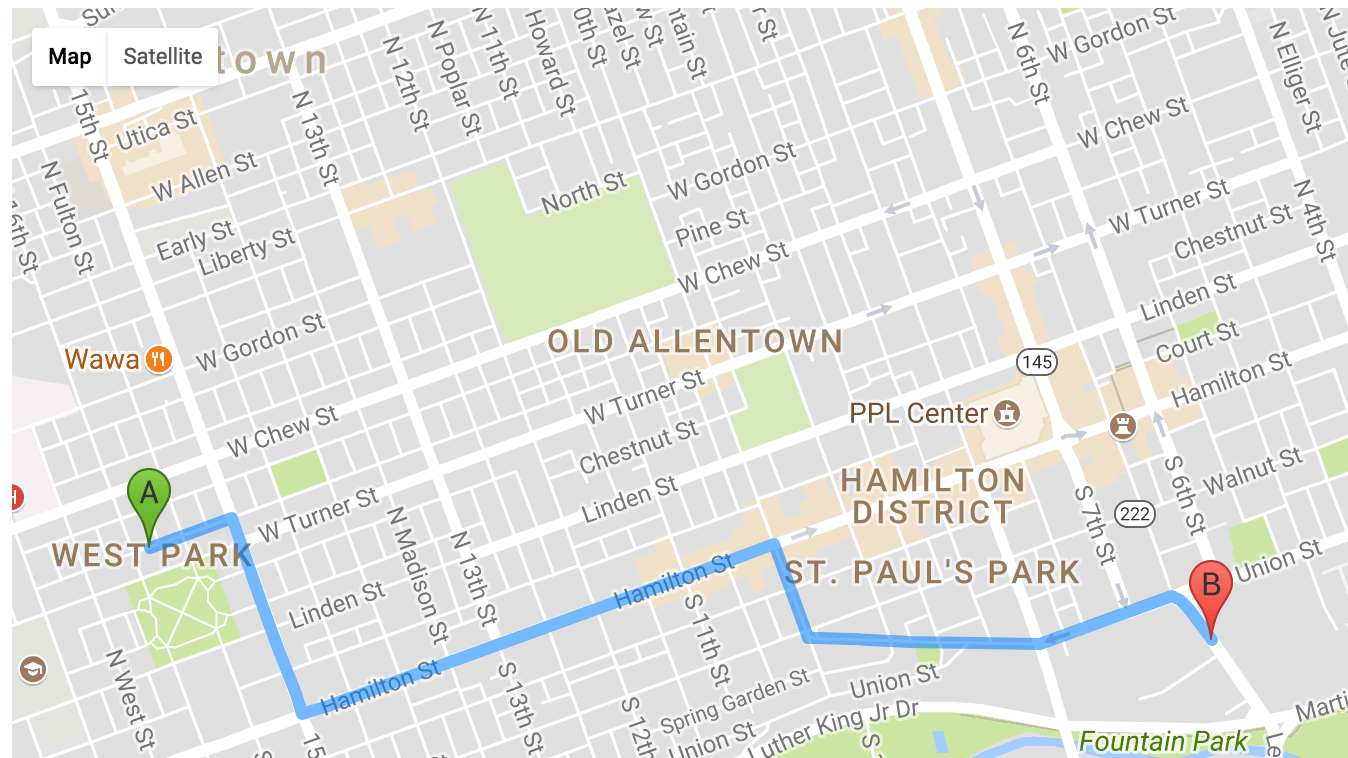 Map
Satellite
town
W Gordon St
N 6th St
N Elliger St
15th St
Utica St
W Allen St
N 12th St
N Poplar St
N 11th St
Howard St
N 13th St
W Chew St
N Fulton St
16th St
Early St
Liberty St
North St
W Gordon St
Pine St
W Chew St
W Turner St
Chestnut St
N 4th St
Linden St
Court St
Hamilton St
OLD ALLENTOWN
145
Wawa
W Gordon St
W Turner St
PPL Center
W Chew St
Chestnut St
Linden St
HAMILTON
DISTRICT
S 6th St
Walnut St
A
W Turner St
222
S 7th St
WEST PARK
N Madison St
N 13th St
Hamilton St
ST. PAUL'S PARK
B
Union St
Linden St
S 11th St
N West St
Hamilton St
S 13th St
Spring Garden St
Union St
S 12th
Union St
Luther King Jr Dr
Fountain Park
Marti
15
Le